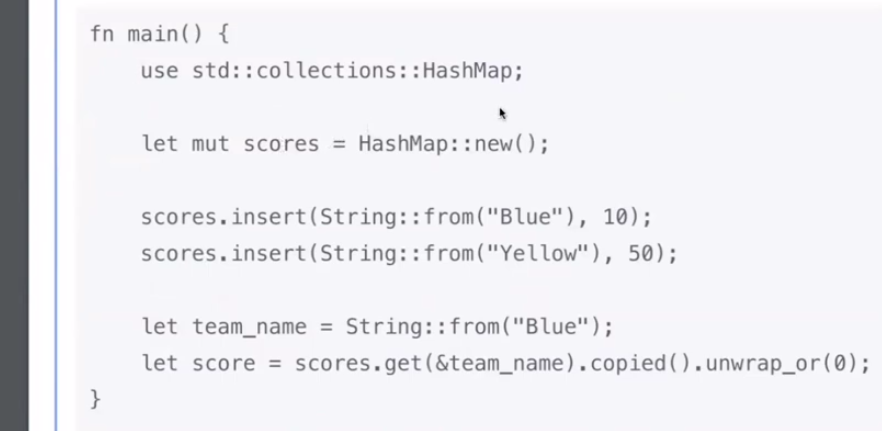 fn main() {
    use std::collections::HashMap;
    let mut scores = HashMap::new();
    scores.insert(String::from("Blue"), 10);
    scores.insert(String::from("Yellow"), 50);
    let team_name = String::from("Blue");
    let score = scores.get(&team_name).copied().unwrap_or(0);
}